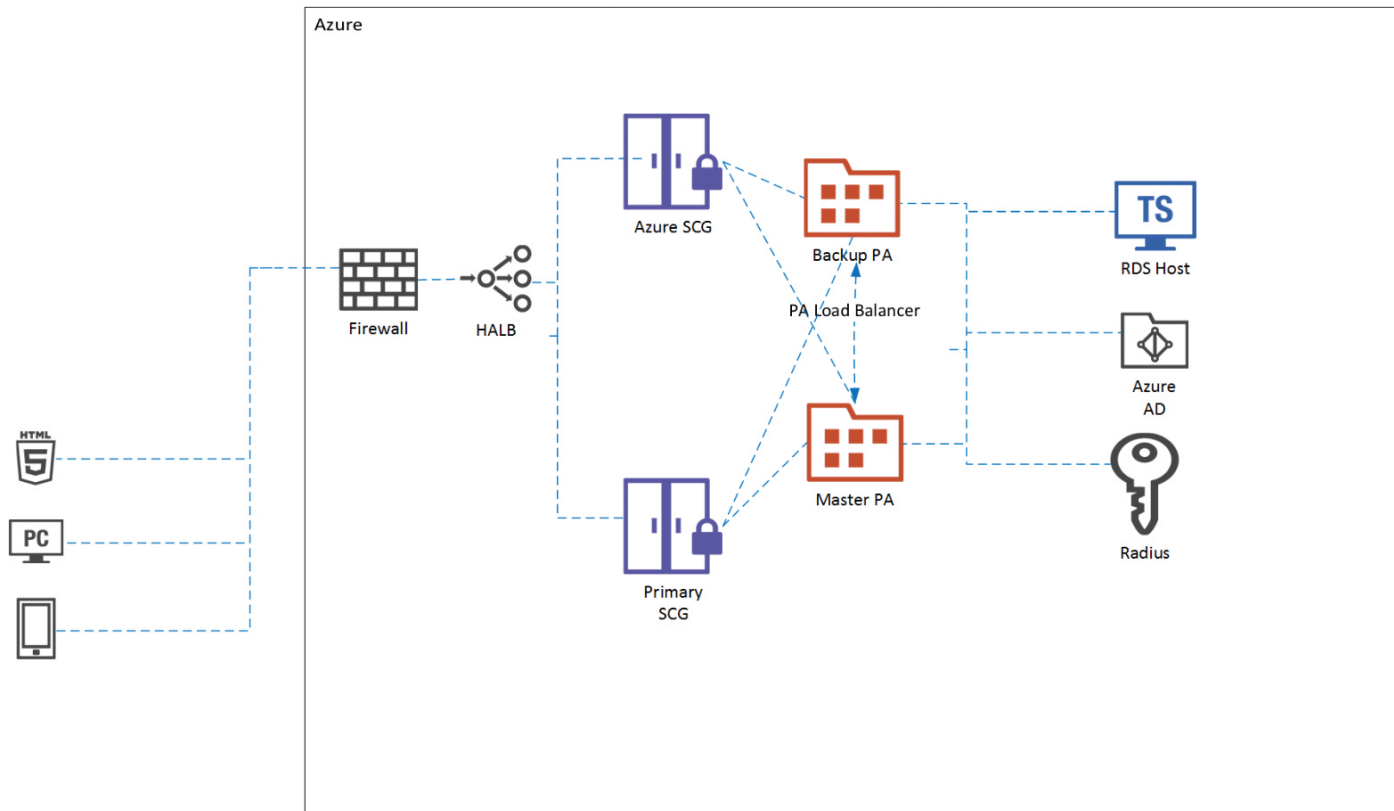 Azure
Azure SCG
Backup PA
TS
RDS Host
PA Load Balancer
Firewall
HALB
Azure
AD
HTML
5
Master PA
PC
Radius
Primary
SCG